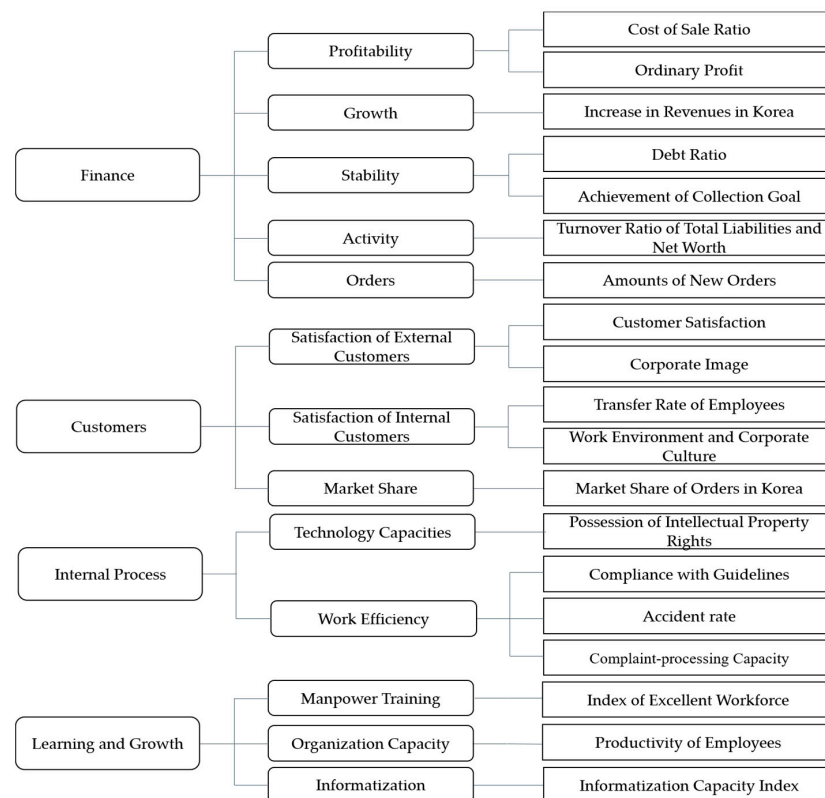 Cost of Sale Ratio
Profitability
Ordinary Profit
Growth
Increase in Revenues in Korea
Debt Ratio
Finance
Stability
Achievement of Collection Goal
Activity
Turnover Ratio of Total Liabilities and
Net Worth
Orders
Amounts of New Orders
Customer Satisfaction
Satisfaction of External
Customers
Corporate Image
Transfer Rate of Employees
Customers
Satisfaction of Internal
Customers
Work Environment and Corporate
Culture
Market Share
Market Share of Orders in Korea
Technology Capacities
Possession of Intellectual Property
Rights
Internal Process
Compliance with Guidelines
Work Efficiency
Accident rate
Complaint-processing Capacity
Manpower Training
Index of Excellent Workforce
Learning and Growth
Organization Capacity
Productivity of Employees
Informatization
Informatization Capacity Index